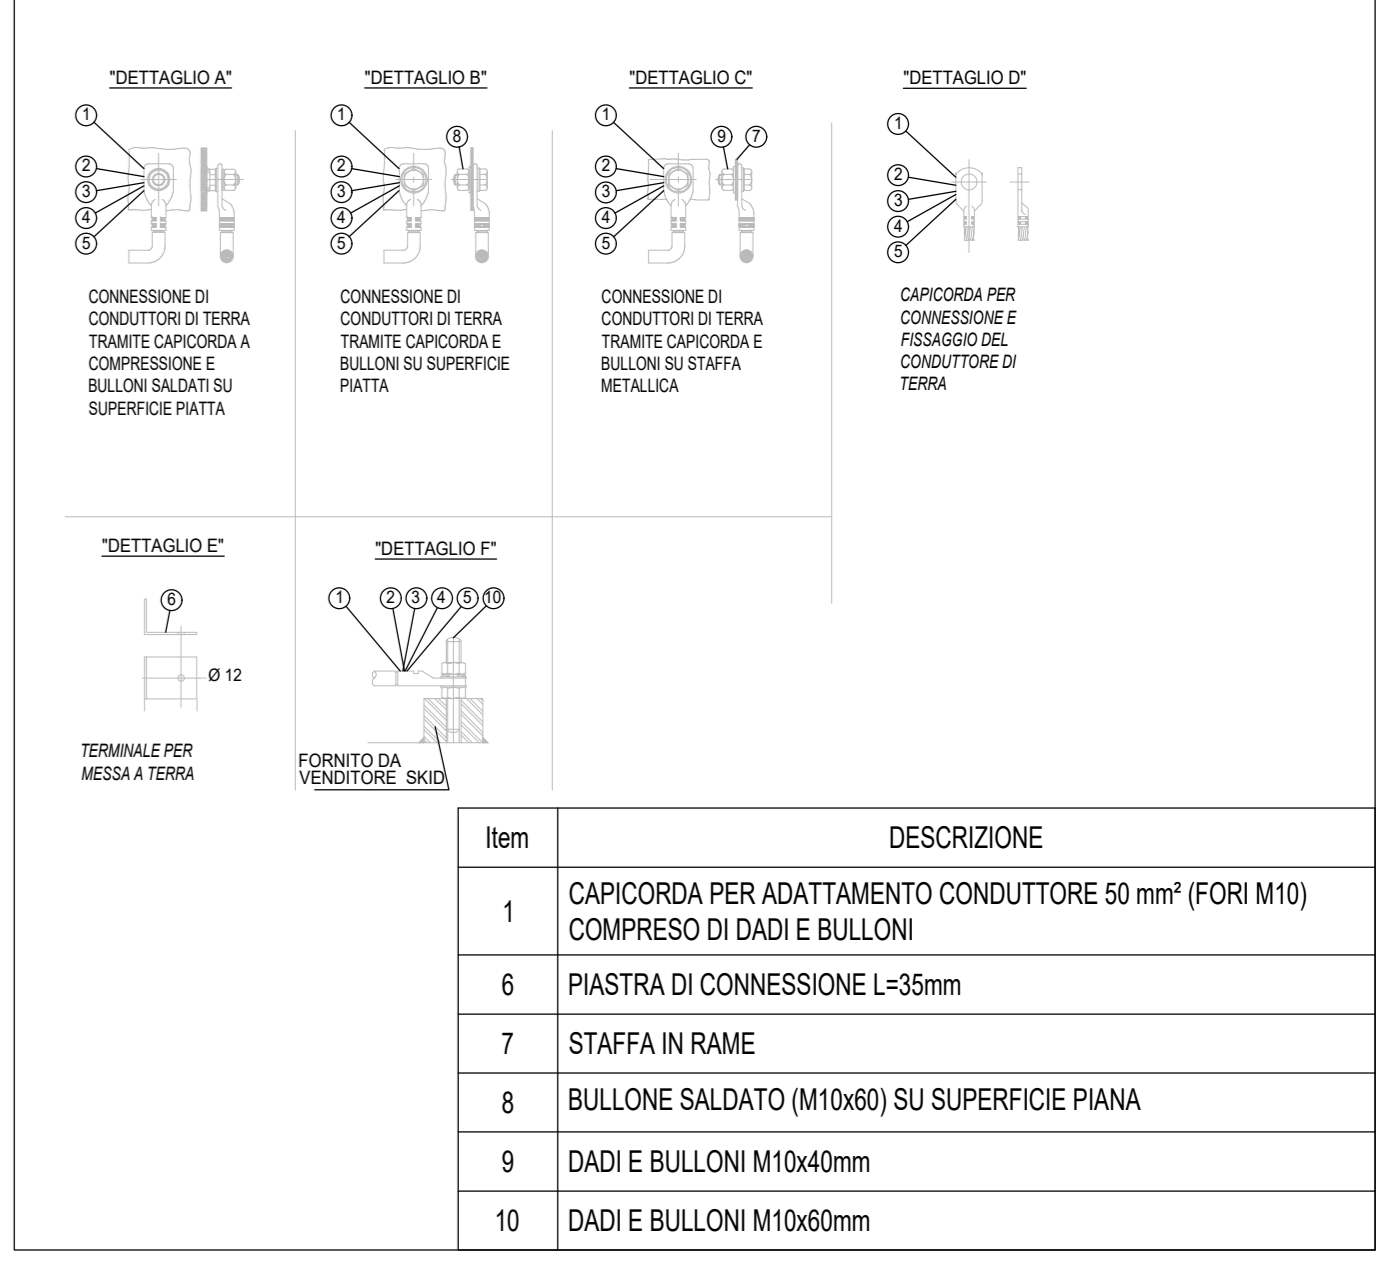 "DETTAGLIO A"
1
2
3
4
5
CONNESSIONE DI
CONDUTTORI DI TERRA
TRAMITE CAPICORDA A
COMPRESSIONE E
BULLONI SALDATI SU
SUPERFICIE PIATTA
"DETTAGLIO B"
1
8
2
3
4
5
CONNESSIONE DI
CONDUTTORI DI TERRA
TRAMITE CAPICORDA E
BULLONI SU SUPERFICIE
PIATTA
"DETTAGLIO C"
1
9 7
2
3
4
5
CONNESSIONE DI
CONDUTTORI DI TERRA
TRAMITE CAPICORDA E
BULLONI SU STAFFA
METALLICA
"DETTAGLIO D"
1
2
3
4
5
CAPICORDA PER
CONNESSIONE E
FISSAGGIO DEL
CONDUTTORE DI
TERRA
"DETTAGLIO E"
6
Ø 12
TERMINALE PER
MESSA A TERRA
"DETTAGLIO F"
1 2 3 4 5 10
FORNITO DA
VENDITORE SKID
Item DESCRIZIONE
1 CAPICORDA PER ADATTAMENTO CONDUTTORE 50 mm² (FORI M10)
COMPRESO DI DADI E BULLONI
6 PIASTRA DI CONNESSIONE L=35mm
7 STAFFA IN RAME
8 BULLONE SALDATO (M10x60) SU SUPERFICIE PIANA
9 DADI E BULLONI M10x40mm
10 DADI E BULLONI M10x60mm